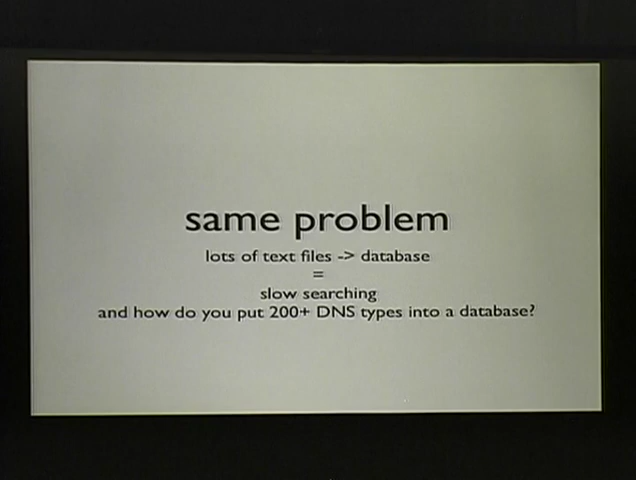 same problem
lots of text files -> database
=
slow searching
and how do you put 200+ DNS types into a database?